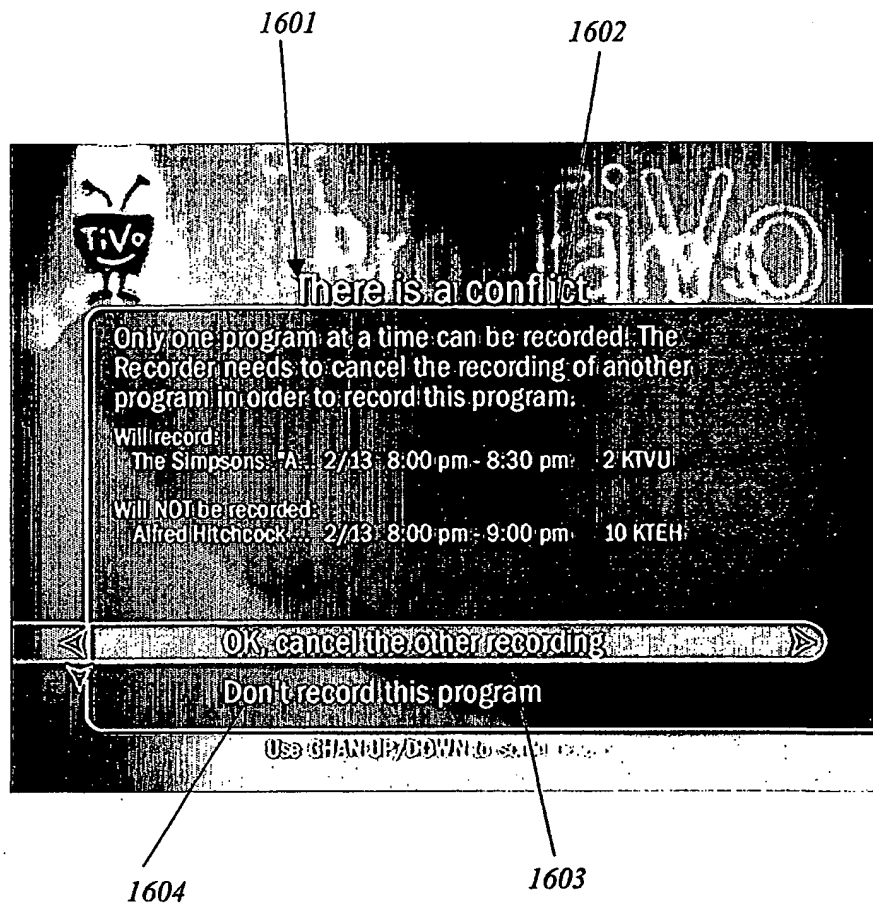 1601
1602
TiVo
There is a conflict
Only one program at a time can be recorded. The
Recorder needs to cancel the recording of another
program in order to record this program.
Will record:
The Simpsons: "A... 2/13 8:00 pm - 8:30 pm 2 KTVU
Will NOT be recorded:
Alfred Hitchcock ... 2/13 8:00 pm - 9:00 pm 10 KTEH
OK, cancel the other recording
Don't record this program
Use CHAN UP/DOWN to
1604
1603